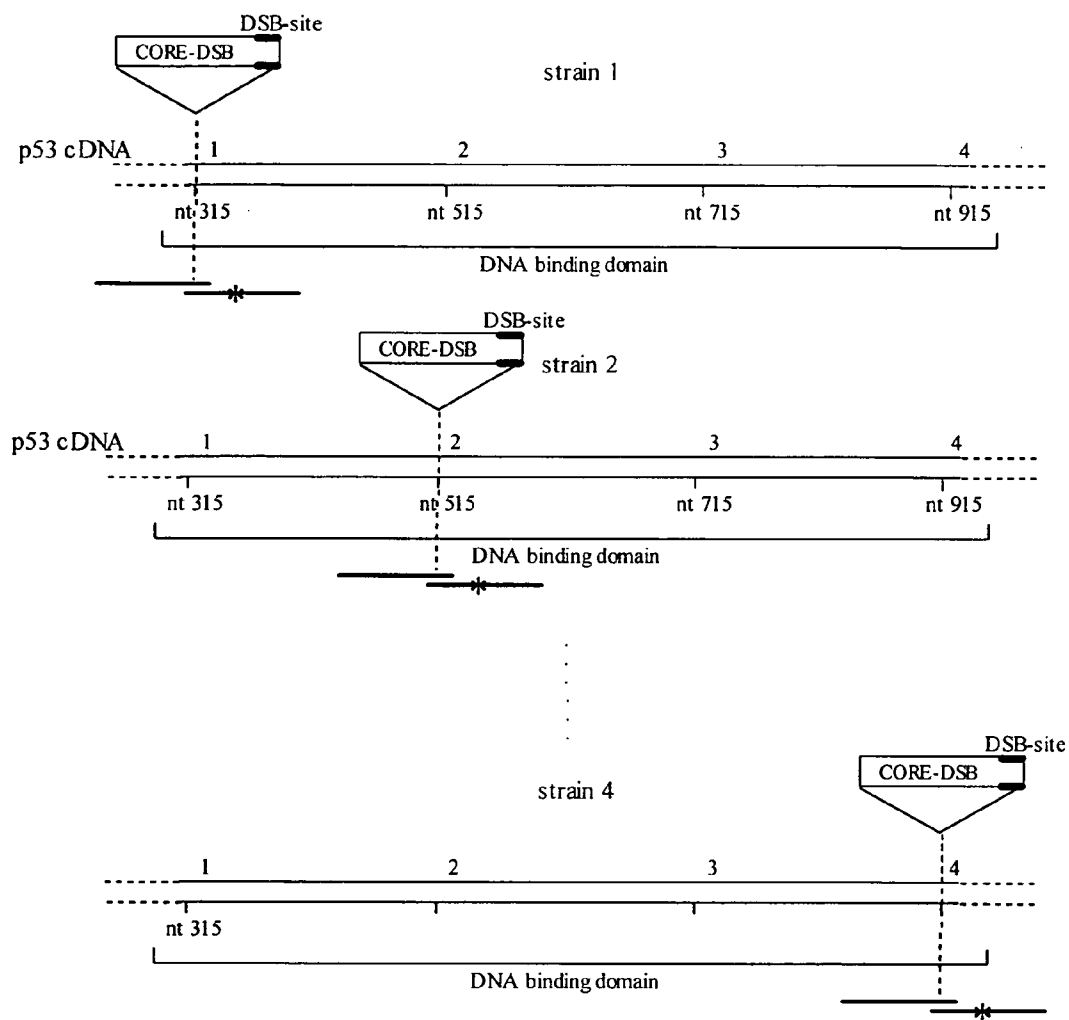 DSB-site
CORE-DSB
strain 1
p53 cDNA
1 2 3 4
nt 315 nt 515 nt 715 nt 915
DNA binding domain
DSB-site
CORE-DSB
strain 2
p53 cDNA
1 2 3 4
nt 315 nt 515 nt 715 nt 915
DNA binding domain
DSB-site
CORE-DSB
strain 4
1 2 3 4
nt 315
DNA binding domain